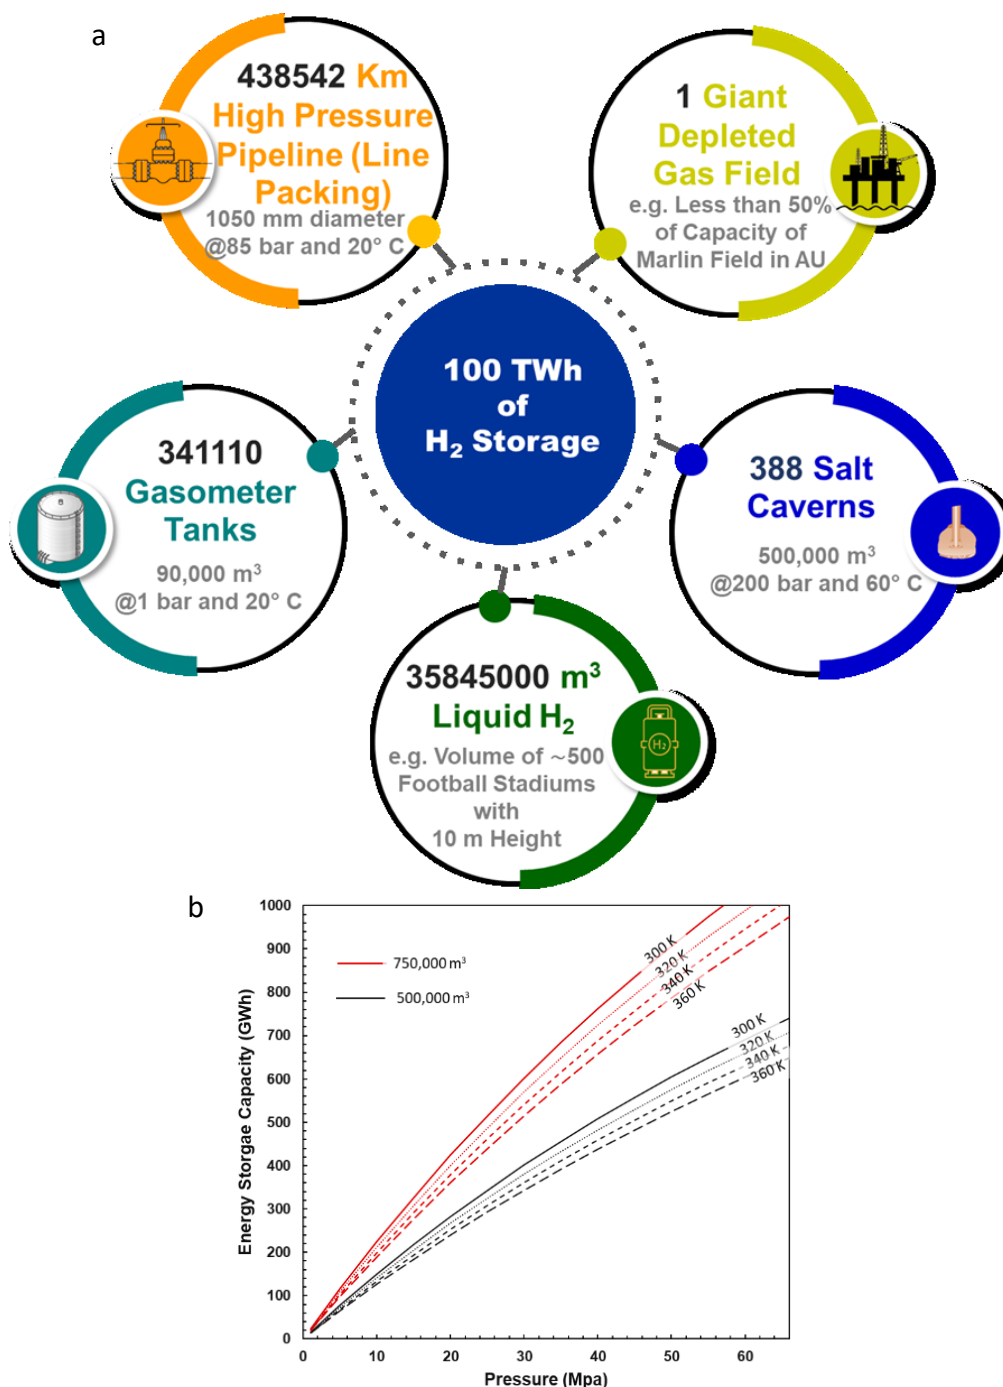 a
438542 Km
High Pressure
Pipeline (Line
Packing)
1050 mm diameter
@85 bar and 20° C
1 Giant
Depleted
Gas Field
e.g. Less than 50%
of Capacity of
Marlin Field in AU
100 TWh
of
H₂ Storage
341110
Gasometer
Tanks
90,000 m³
@1 bar and 20° C
388 Salt
Caverns
500,000 m³
@200 bar and 60° C
35845000 m³
Liquid H₂
e.g. Volume of ~500
Football Stadiums
with
10 m Height
H₂
b
Energy Storgae Capacity (GWh)
1000
900
800
700
600
500
400
300
200
100
0
750,000 m³
500,000 m³
300 K
320 K
340 K
360 K
300 K
320 K
340 K
360 K
0 10 20 30 40 50 60
Pressure (Mpa)